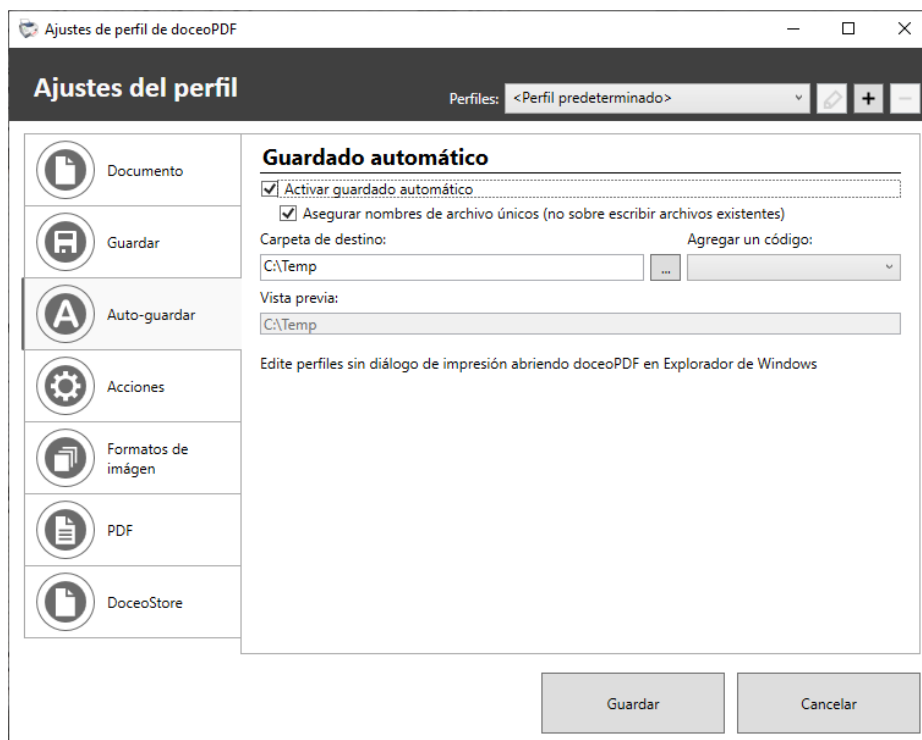 Ajustes de perfil de doceoPDF
Ajustes del perfil
Perfiles:
<Perfil predeterminado>
Documento
Guardar
Auto-guardar
Acciones
Formatos de
imágen
PDF
DoceoStore
Guardado automático
Activar guardado automático
Asegurar nombres de archivo únicos (no sobre escribir archivos existentes)
Carpeta de destino:
Agregar un código:
C:\Temp
...
Vista previa:
C:\Temp
Edite perfiles sin diálogo de impresión abriendo doceoPDF en Explorador de Windows
Guardar
Cancelar